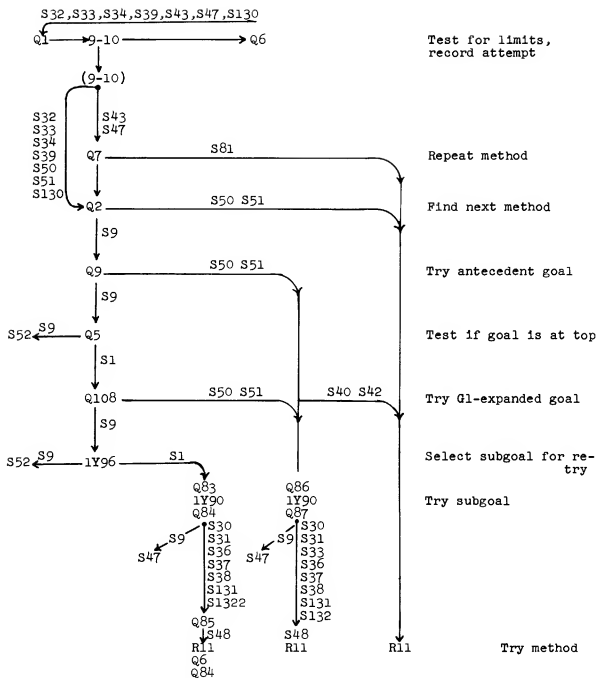 S32,S33,S34,S39,S43,S47,S130
Q1 9-10 Q6 Test for limits,
record attempt
(9-10)
S32 S43
S33 S47
S34
S39
S50
S51
S130
Q7 S81 Repeat method
Q2 S50 S51 Find next method
S9
Q9 S50 S51 Try antecedent goal
S9
S52 S9 Q5 Test if goal is at top
S1
Q108 S50 S51 S40 S42 Try G1-expanded goal
S9
S52 S9 1Y96 S1 Select subgoal for re-
try
Q83 Q86
1Y90 1Y90 Try subgoal
Q84 Q87
S9 S30 S9 S30
S47 S31 S47 S31
S36 S33
S37 S36
S38 S37
S131 S38
S1322 S131
S132
Q85
S48 S48
R11 R11 R11 Try method
Q6
Q84